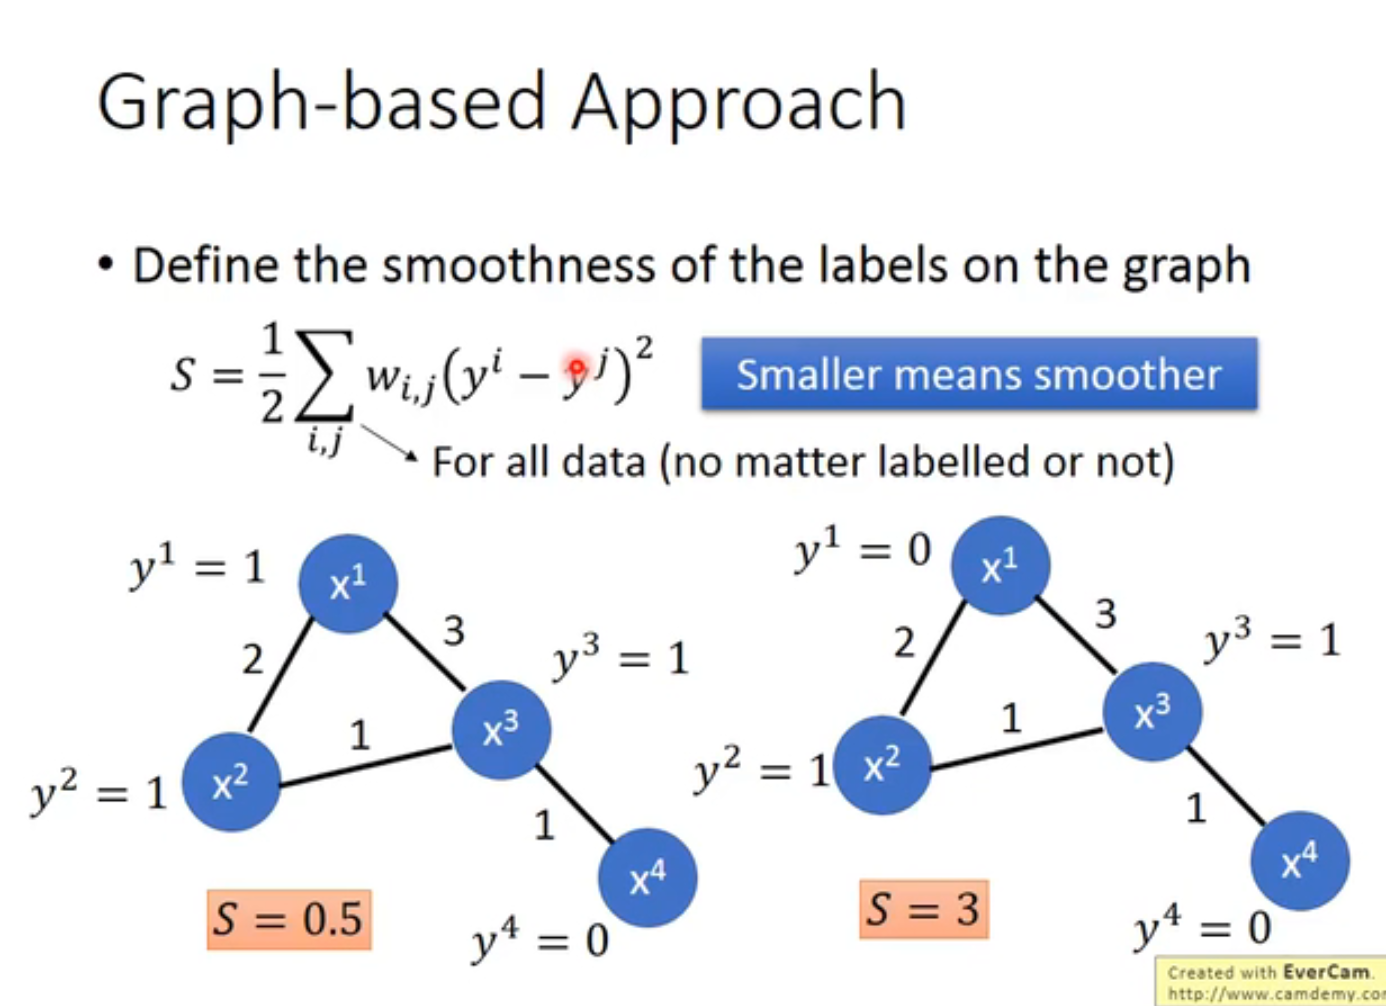 Graph-based Approach
• Define the smoothness of the labels on the graph
S = 1/2 ∑_{i,j} w_{i,j}(y^i − y^j)^2
Smaller means smoother
For all data (no matter labelled or not)
y^1 = 1
x^1
2
3
y^3 = 1
x^3
1
y^2 = 1
x^2
1
x^4
S = 0.5
y^4 = 0
y^1 = 0
x^1
2
3
y^3 = 1
x^3
1
y^2 = 1
x^2
1
x^4
S = 3
y^4 = 0
Created with EverCam.
http://www.camdemy.co